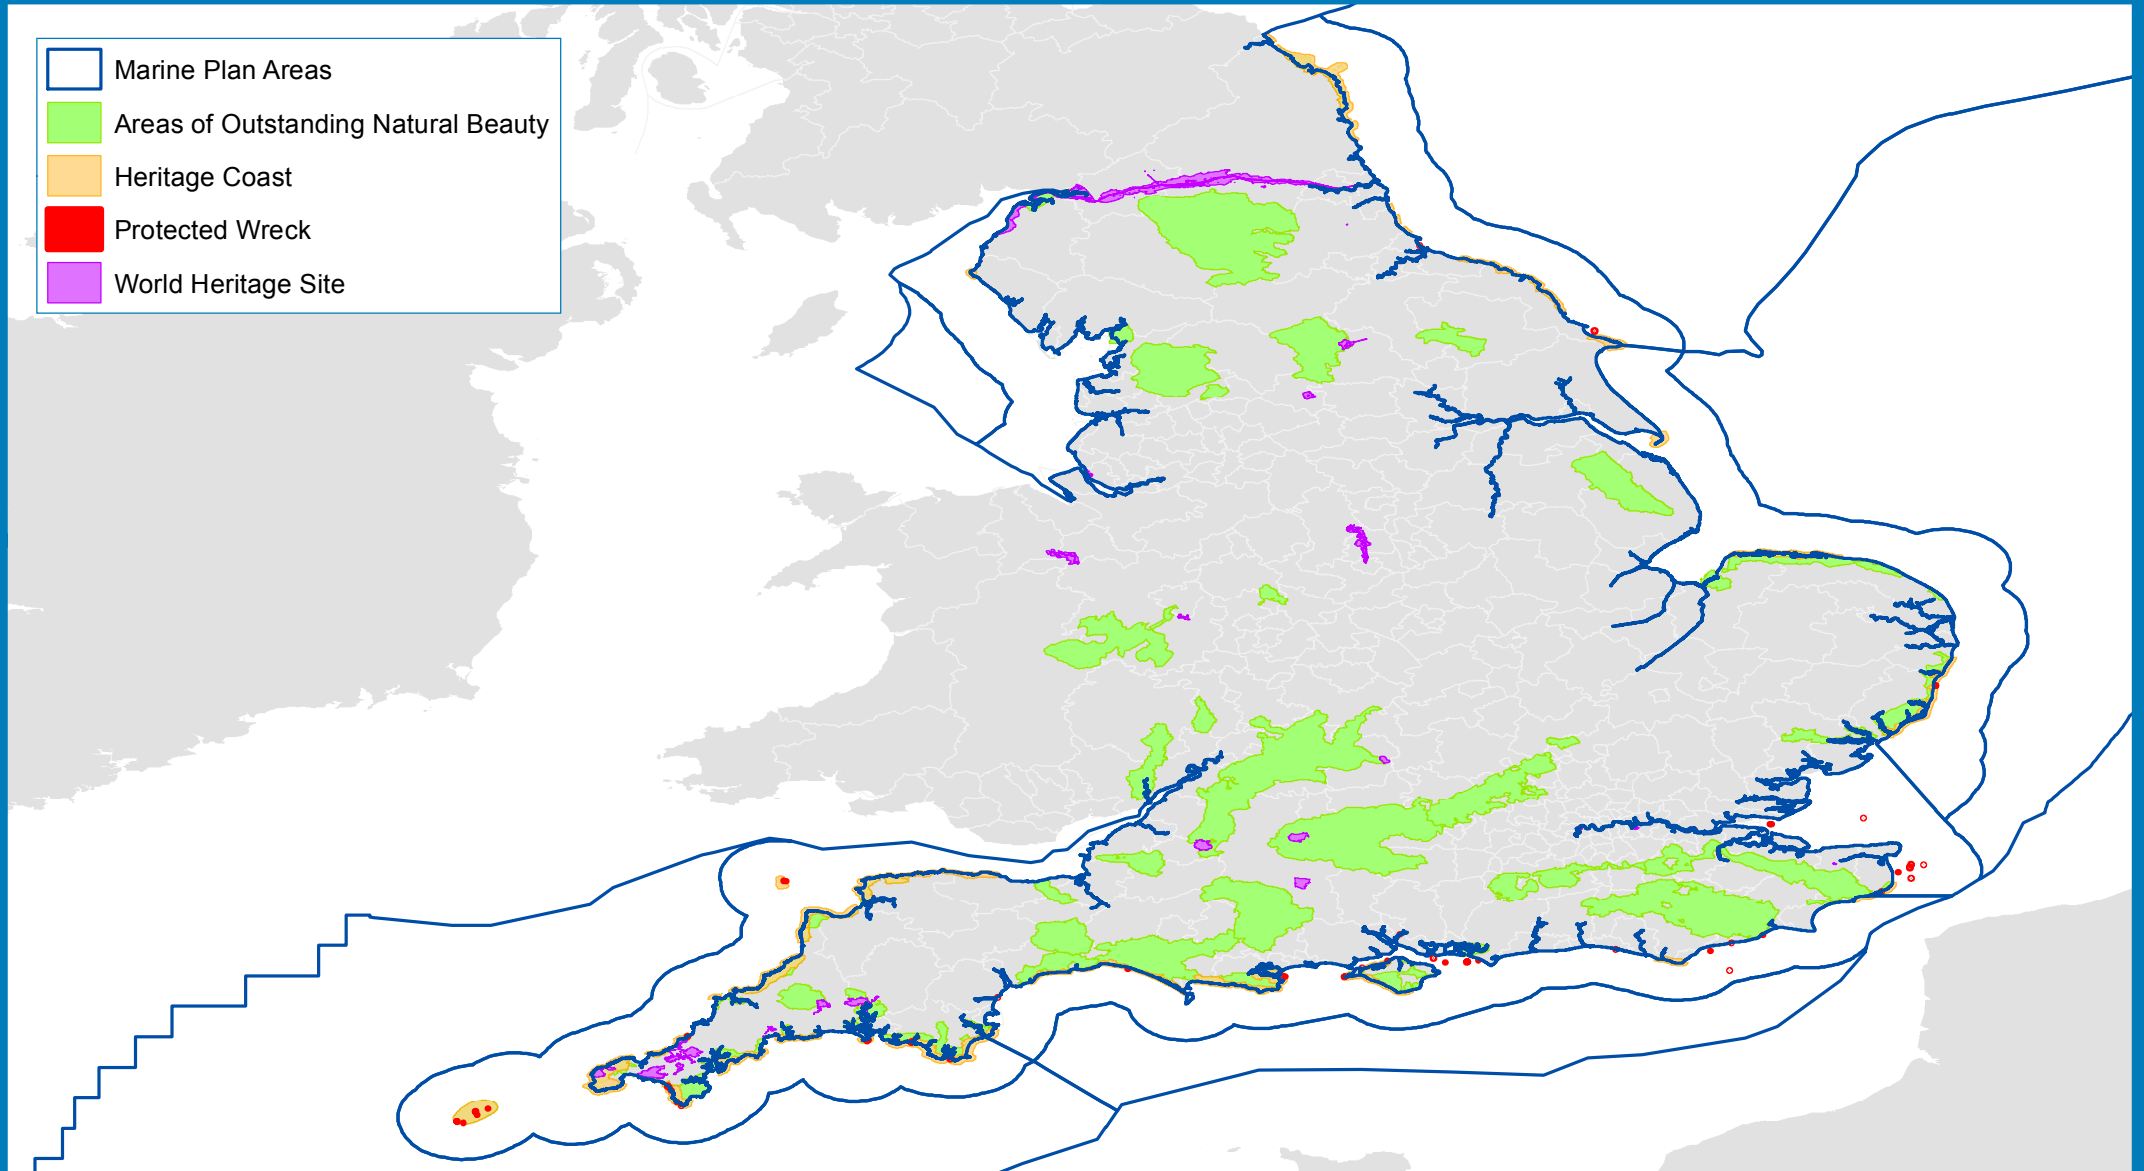 Marine Plan Areas
Areas of Outstanding Natural Beauty
Heritage Coast
Protected Wreck
World Heritage Site